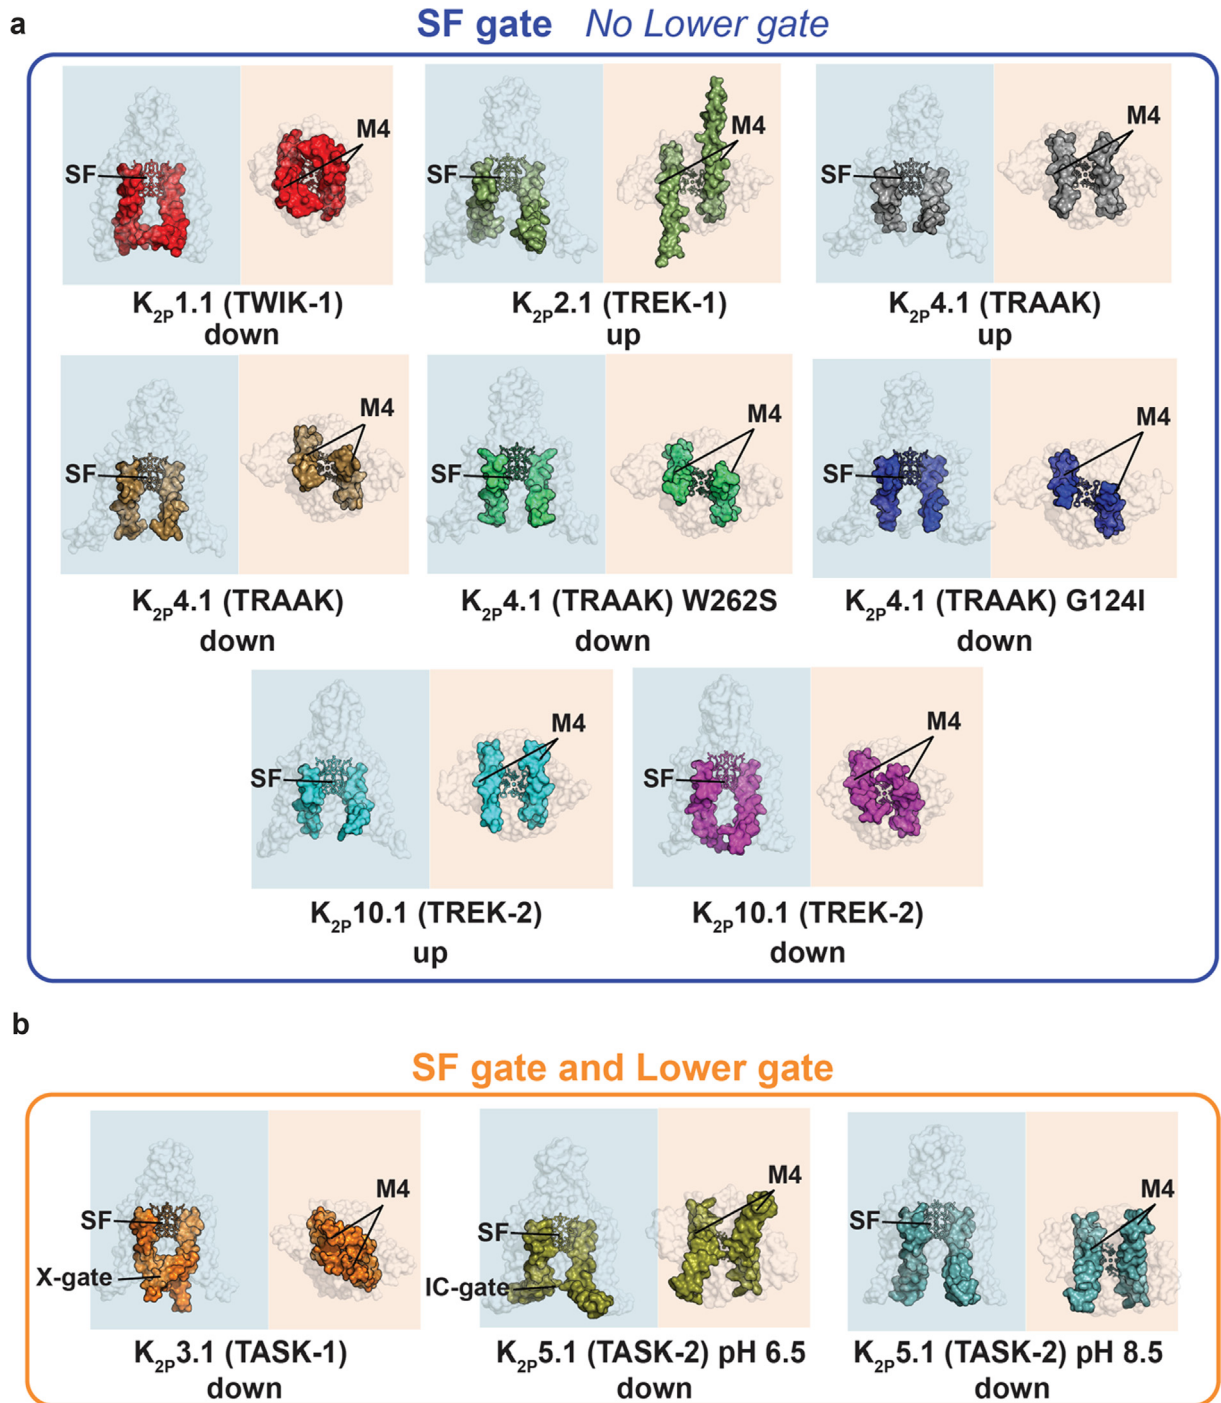 a
SF gate No Lower gate
SF M4 SF M4 SF M4
K2P1.1 (TWIK-1) K2P2.1 (TREK-1) K2P4.1 (TRAAK)
down up up
SF M4 SF M4 SF M4
K2P4.1 (TRAAK) K2P4.1 (TRAAK) W262S K2P4.1 (TRAAK) G124I
down down down
SF M4 SF M4
K2P10.1 (TREK-2) K2P10.1 (TREK-2)
up down
b
SF gate and Lower gate
SF M4 SF M4 SF M4
X-gate IC-gate
K2P3.1 (TASK-1) K2P5.1 (TASK-2) pH 6.5 K2P5.1 (TASK-2) pH 8.5
down down down